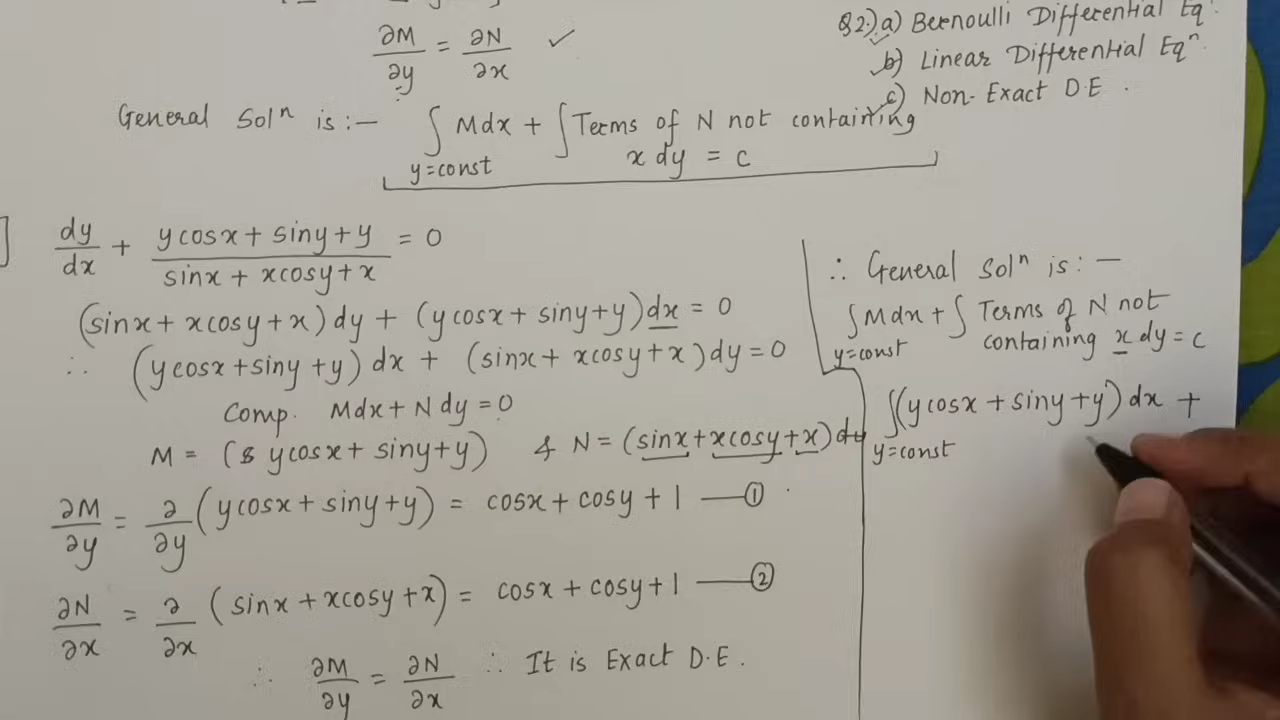 ∂M/∂y = ∂N/∂x ✓
Q2.) a) Bernoulli Differential Eqⁿ.
b) Linear Differential Eqⁿ.
c) Non-Exact D.E.
General Solⁿ is :— ∫ Mdx + ∫ Terms of N not containing
y=const x dy = c
] dy/dx + (ycosx + siny + y)/(sinx + xcosy + x) = 0
(sinx + xcosy + x) dy + (ycosx + siny + y) dx = 0
∴ (ycosx + siny + y) dx + (sinx + xcosy + x) dy = 0
Comp. Mdx + Ndy = 0
M = ( ycosx + siny + y) & N = (sinx + xcosy + x) dy
∂M/∂y = ∂/∂y (ycosx + siny + y) = cosx + cosy + 1 —①
∂N/∂x = ∂/∂x (sinx + xcosy + x) = cosx + cosy + 1 —②
∴ ∂M/∂y = ∂N/∂x ∴ It is Exact D.E.
∴ General Solⁿ is :—
∫ Mdx + ∫ Terms of N not
y=const containing x dy = c
∫ (ycosx + siny + y) dx +
y=const